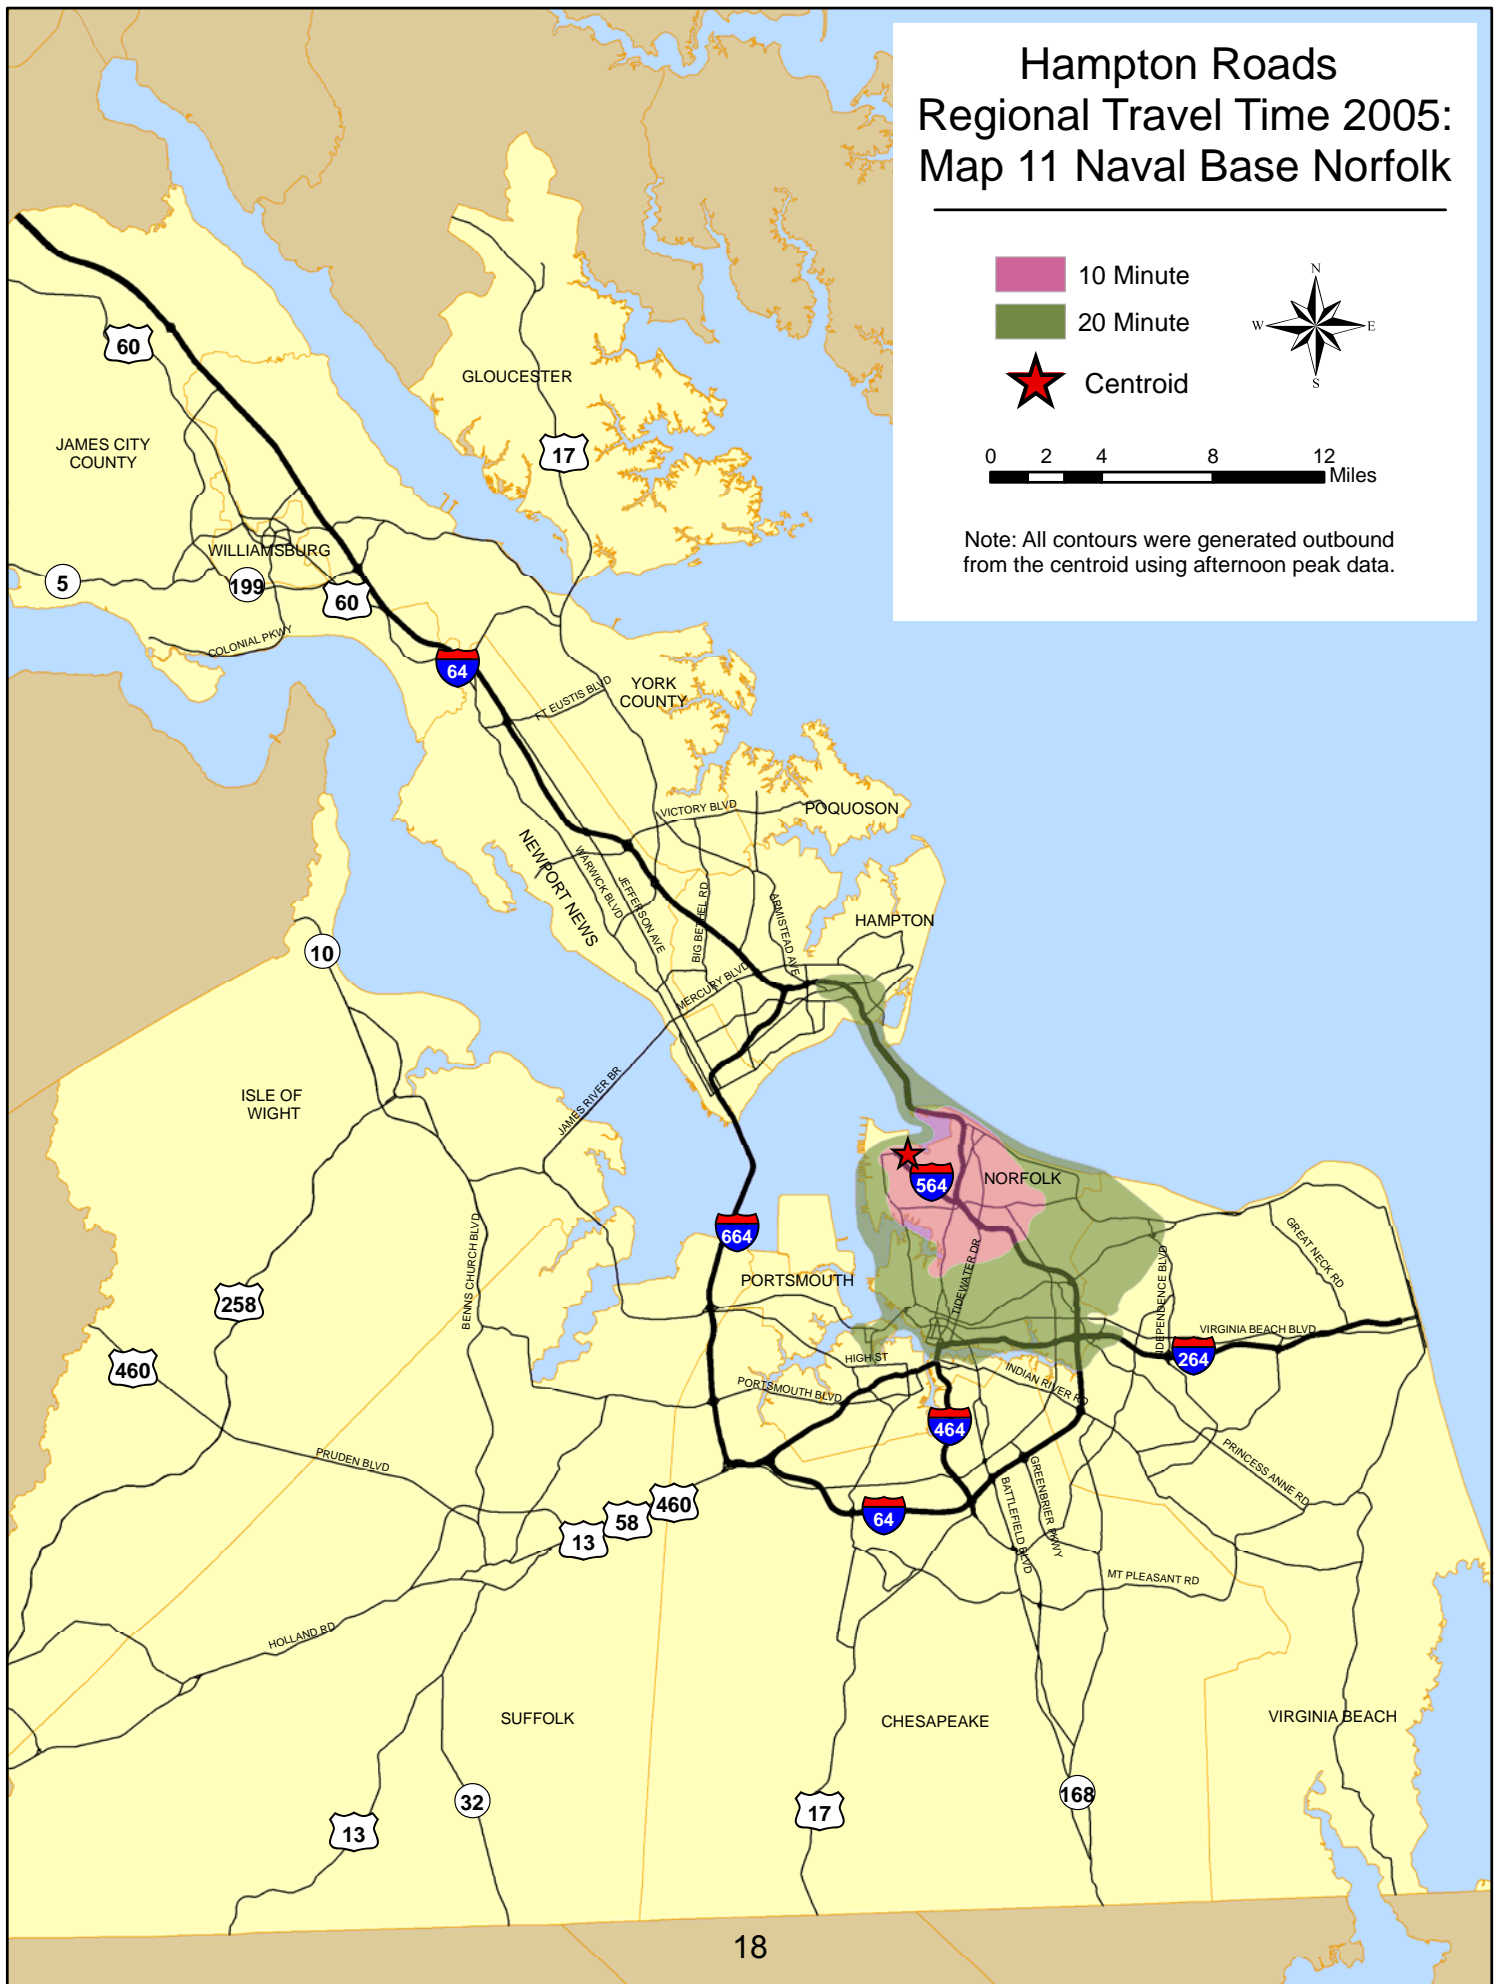 Hampton Roads
Regional Travel Time 2005:
Map 11 Naval Base Norfolk
10 Minute
20 Minute
Centroid
N
W
E
S
0 2 4 8 12
Miles
Note: All contours were generated outbound
from the centroid using afternoon peak data.
60
GLOUCESTER
JAMES CITY
COUNTY
17
WILLIAMSBURG
5
199
60
COLONIAL PKWY
64
FT EUSTIS BLVD
YORK
COUNTY
VICTORY BLVD
POQUOSON
NEWPORT NEWS
WARWICK BLVD
JEFFERSON AVE
BIG BETHEL RD
ARMISTEAD AVE
HAMPTON
10
MERCURY BLVD
ISLE OF
WIGHT
JAMES RIVER BR
564
NORFOLK
664
BENNS CHURCH BLVD
GREAT NECK RD
TIDEWATER DR
INDEPENDENCE BLVD
PORTSMOUTH
258
VIRGINIA BEACH BLVD
460
HIGH ST
264
PORTSMOUTH BLVD
INDIAN RIVER RD
464
PRUDEN BLVD
PRINCESS ANNE RD
460
58
13
64
BATTLEFIELD BLVD
GREENBRIER PKWY
MT PLEASANT RD
HOLLAND RD
SUFFOLK
CHESAPEAKE
VIRGINIA BEACH
32
13
17
168
18